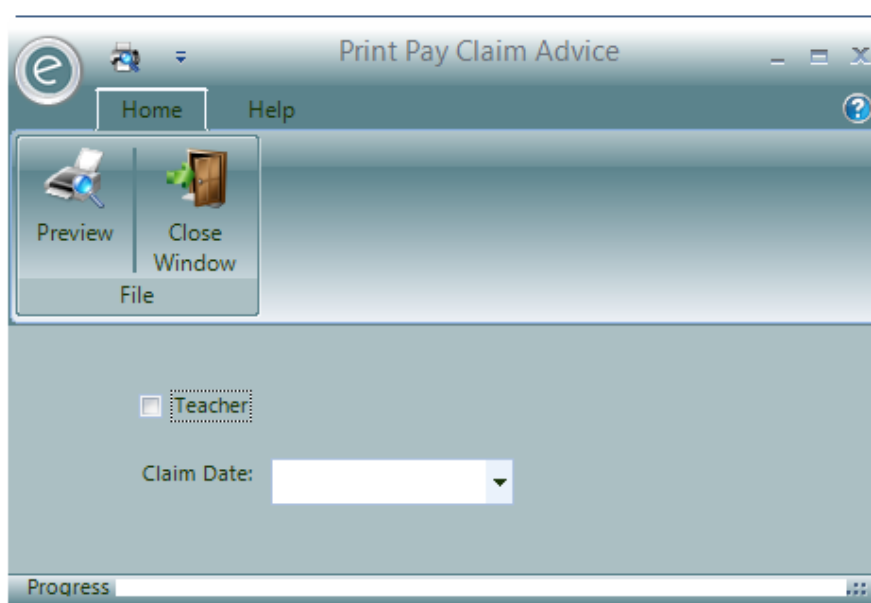 e
Print Pay Claim Advice
Home Help
?
Preview
Close
Window
File
Teacher
Claim Date:
Progress